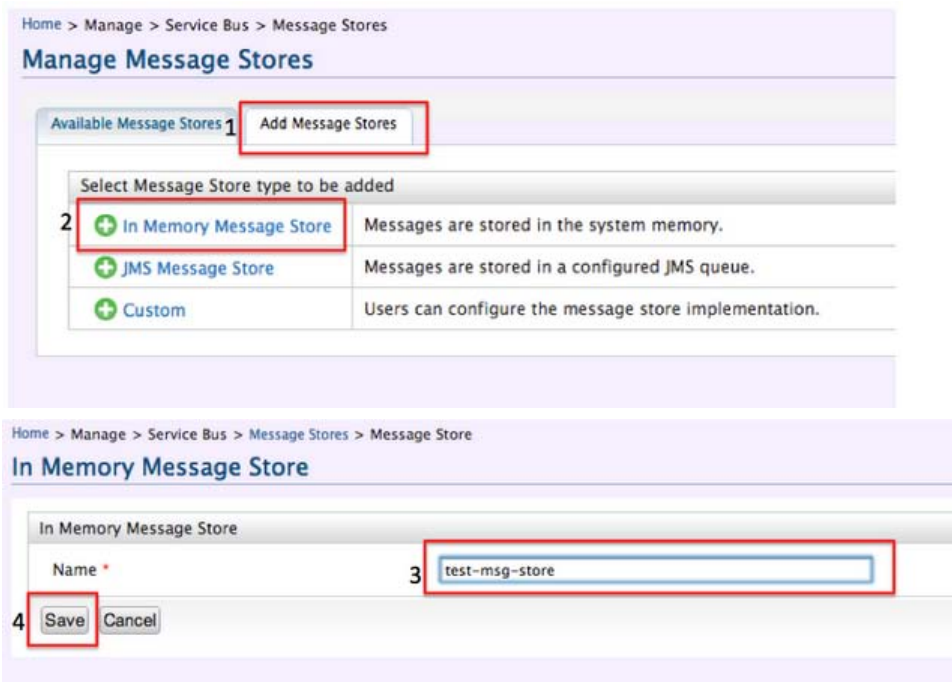 Home > Manage > Service Bus > Message Stores
Manage Message Stores
Available Message Stores 1 Add Message Stores
Select Message Store type to be added
2 In Memory Message Store Messages are stored in the system memory.
JMS Message Store Messages are stored in a configured JMS queue.
Custom Users can configure the message store implementation.
Home > Manage > Service Bus > Message Stores > Message Store
In Memory Message Store
In Memory Message Store
Name * 3 test-msg-store
4 Save Cancel